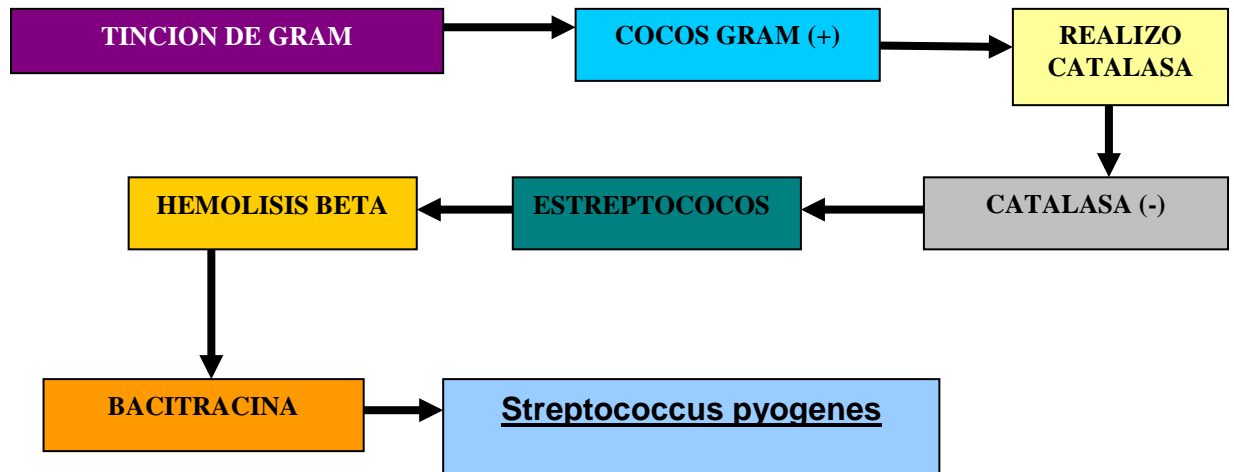 TINCION DE GRAM
COCOS GRAM (+)
REALIZO
CATALASA
CATALASA (-)
ESTREPTOCOCOS
HEMOLISIS BETA
BACITRACINA
Streptococcus pyogenes